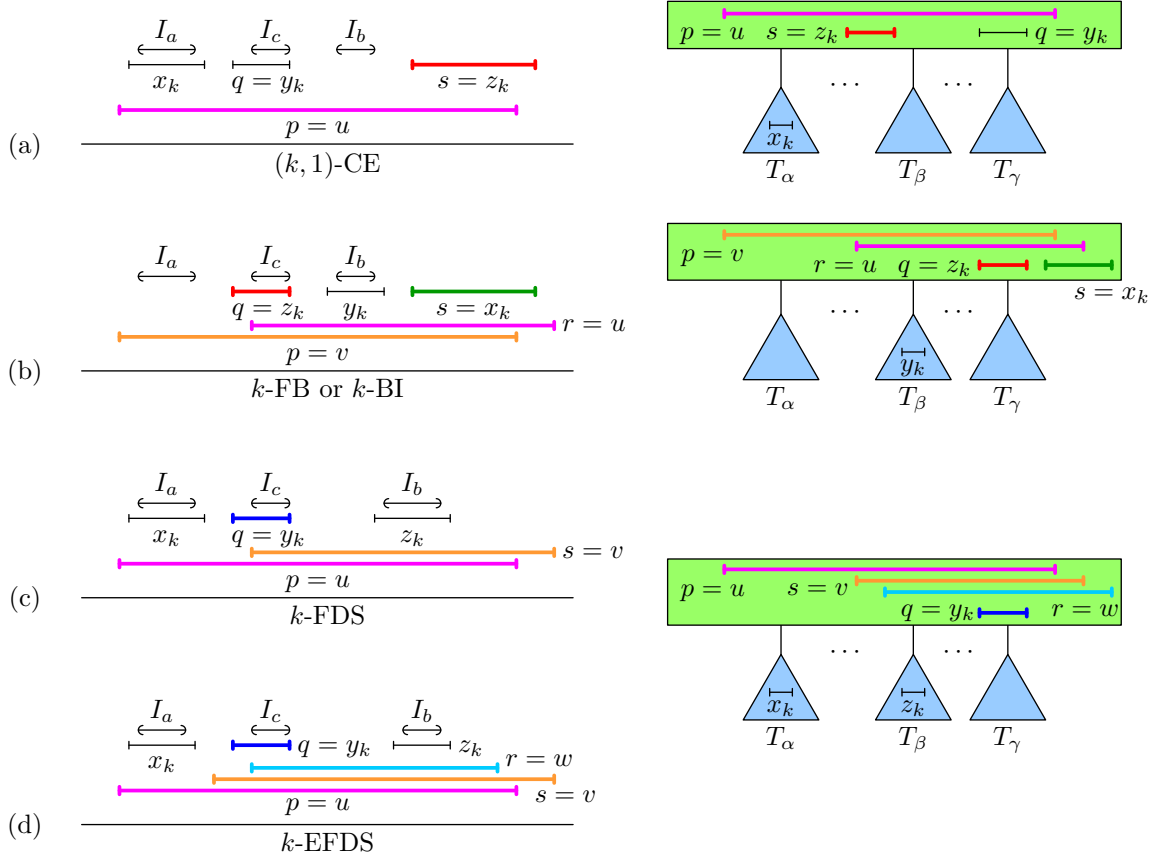 I_a I_c I_b
x_k q = y_k s = z_k
p = u
(a)
(k, 1)-CE
p = u s = z_k q = y_k
··· ···
x_k
T_α T_β T_γ
I_a I_c I_b
q = z_k y_k s = x_k
r = u
p = v
(b)
k-FB or k-BI
p = v
r = u q = z_k
s = x_k
··· ···
y_k
T_α T_β T_γ
I_a I_c I_b
x_k q = y_k z_k
s = v
p = u
(c)
k-FDS
p = u s = v
q = y_k r = w
··· ···
x_k z_k
T_α T_β T_γ
I_a I_c I_b
x_k q = y_k z_k
r = w
s = v
p = u
(d)
k-EFDS